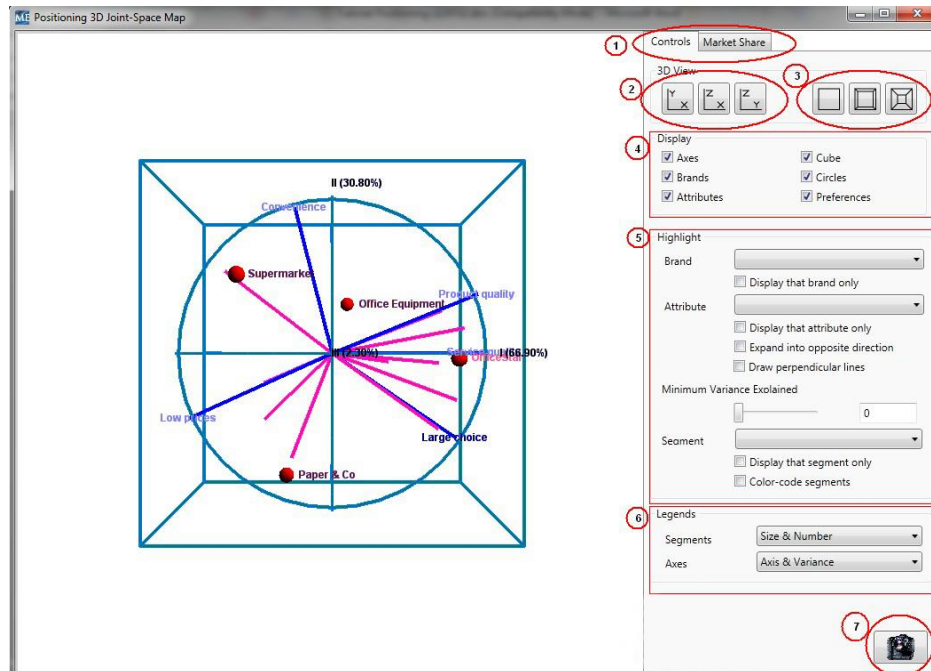 Positioning 3D Joint-Space Map
1
Controls
Market Share
3D View
2
3
Y
X
Z
X
Z
Y
4
Display
Axes
Cube
Brands
Circles
Attributes
Preferences
II (30.80%)
Convenience
Supermarket
Office Equipment
Product quality
III (2.30%)
I (66.90%)
OfficeStar
Low prices
Large choice
Paper & Co
5
Highlight
Brand
Display that brand only
Attribute
Display that attribute only
Expand into opposite direction
Draw perpendicular lines
Minimum Variance Explained
0
Segment
Display that segment only
Color-code segments
6
Legends
Segments
Size & Number
Axes
Axis & Variance
7